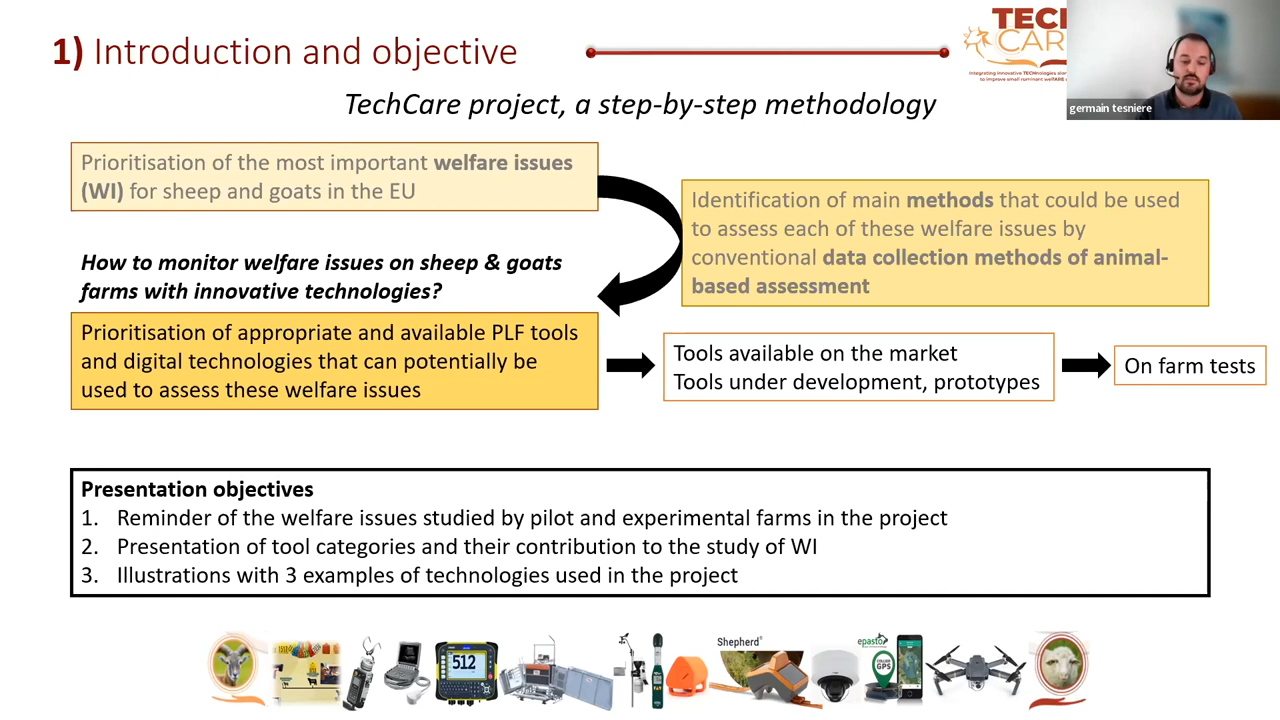 1) Introduction and objective
TECH
CAR
germain tesniere
TechCare project, a step-by-step methodology
Prioritisation of the most important welfare issues
(WI) for sheep and goats in the EU
Identification of main methods that could be used
to assess each of these welfare issues by
conventional data collection methods of animal-
based assessment
How to monitor welfare issues on sheep & goats
farms with innovative technologies?
Prioritisation of appropriate and available PLF tools
and digital technologies that can potentially be
used to assess these welfare issues
Tools available on the market
Tools under development, prototypes
On farm tests
Presentation objectives
1. Reminder of the welfare issues studied by pilot and experimental farms in the project
2. Presentation of tool categories and their contribution to the study of WI
3. Illustrations with 3 examples of technologies used in the project
512
Shepherd
epasto
GPS